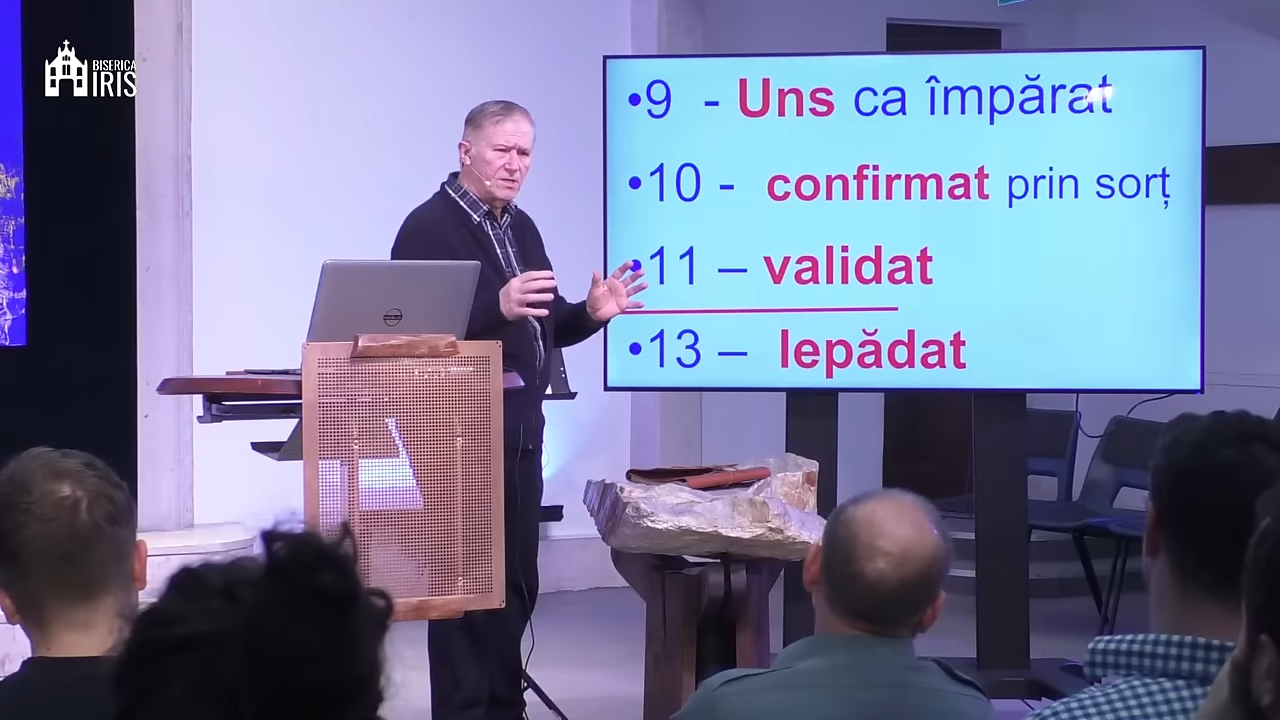 BISERICA
IRIS
•9 - Uns ca împărat
•10 - confirmat prin sorț
•11 – validat
•13 – lepădat